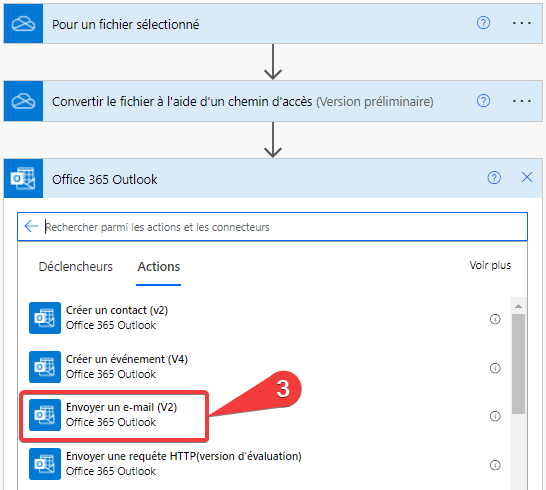 Pour un fichier sélectionné
Convertir le fichier à l'aide d'un chemin d'accès (Version préliminaire)
Office 365 Outlook
Rechercher parmi les actions et les connecteurs
Déclencheurs Actions Voir plus
Créer un contact (v2)
Office 365 Outlook
Créer un événement (V4)
Office 365 Outlook
Envoyer un e-mail (V2)
Office 365 Outlook
3
Envoyer une requête HTTP(version d'évaluation)
Office 365 Outlook